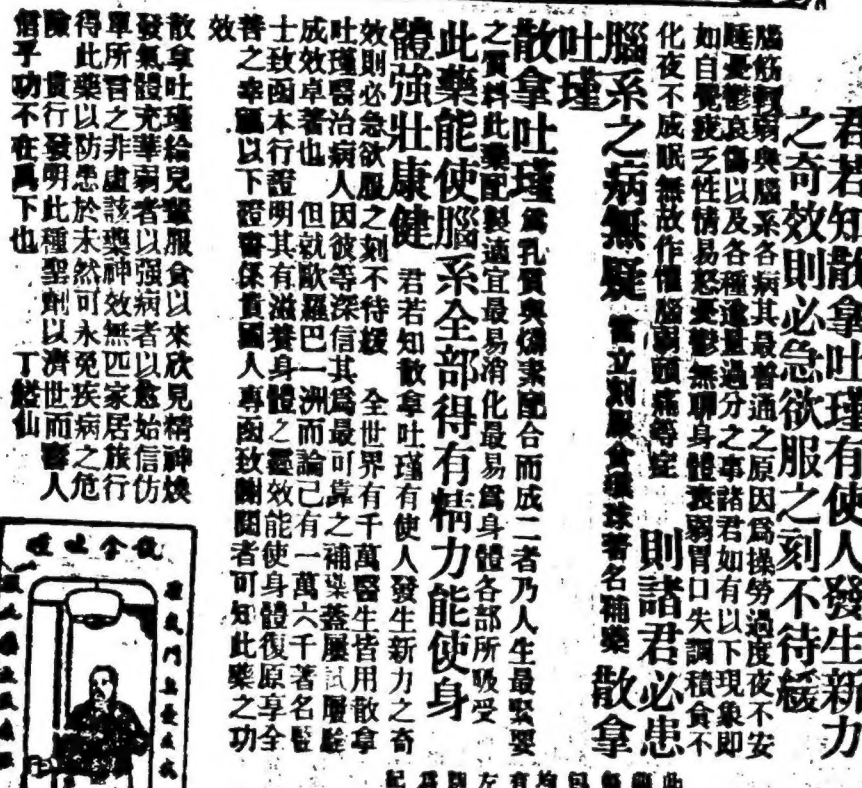 君若知散拿吐瑾有使人發生新力
之奇效則必急欲服之刻不待緩
腦筋輭弱與腦系各病其最普通之原因爲操勞過度夜不安
睡憂鬱哀傷以及各種逾量過分之事諸君如有以下現象即
如自覺疲乏性情易怒憂鬱無聊身體衰弱胃口失調積食不
化夜不成眠無故作懼腦弱頭痛等症 則諸君必患
腦系之病無疑 當立刻服食環球著名補藥 散拿
吐瑾
散拿吐瑾 爲乳質與燐素配合而成二者乃人生最緊要
之質料此藥配製適宜最易消化最易爲身體各部所吸受
此藥能使腦系全部得有精力能使身
體強壯康健 君若知散拿吐瑾有使人發生新力之奇
效則必急欲服之刻不待緩 全世界有千萬醫生皆用散拿
吐瑾醫治病人因彼等深信其爲最可靠之補藥蓋屢試屢驗
成效卓著也 但就歐羅巴一洲而論己有一萬六千著名醫
士致函本行證明其有滋養身體之靈效能使身體復原享全
善之幸福以下證書係貴國人專函致謝閱者可知此藥之功
效
散拿吐瑾給兒輩服食以來欣見精神煥
發氣體充華弱者以强病者以愈始信仿
單所言之非虛該藥神效無匹家居旅行
得此藥以防患於未然可永免疾病之危
險 貴行發明此種聖劑以濟世而壽人
信乎功不在禹下也 丁 仙
散拿吐瑾